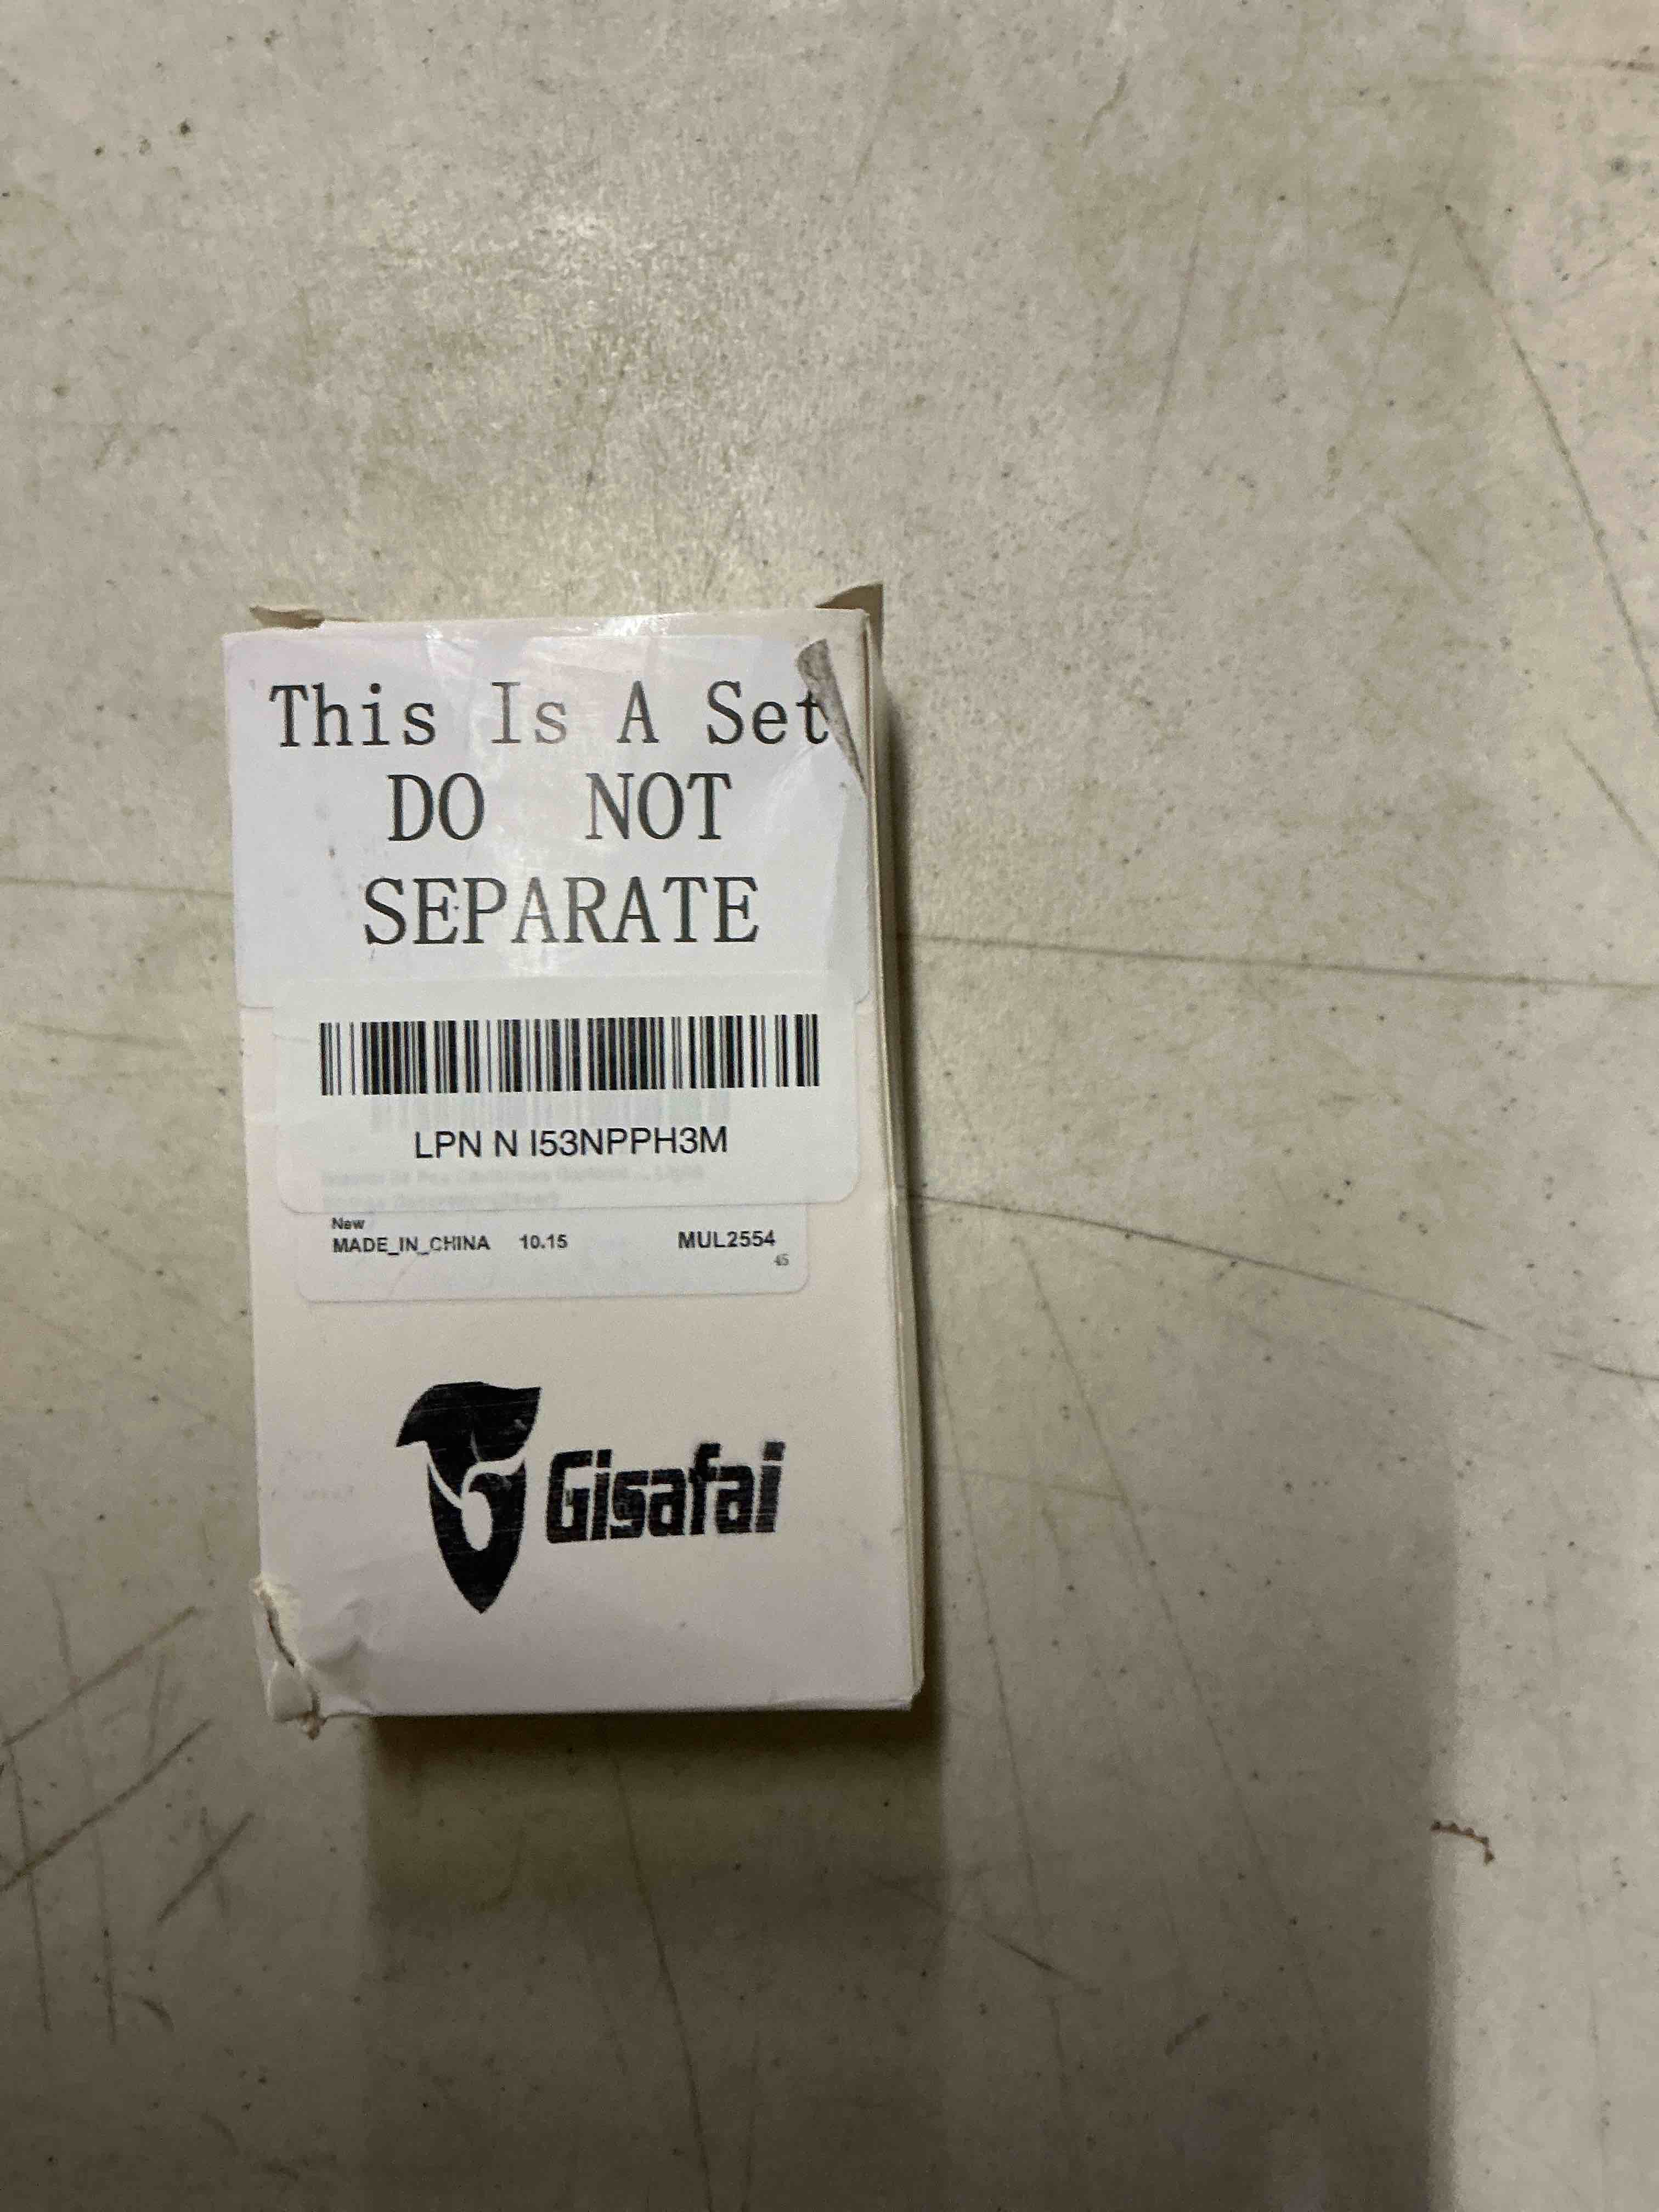 This Is A Set
DO NOT
SEPARATE
LPN N I53NPPH3M
New
MADE_IN_CHINA 10.15 MUL2554
45
Gisafai